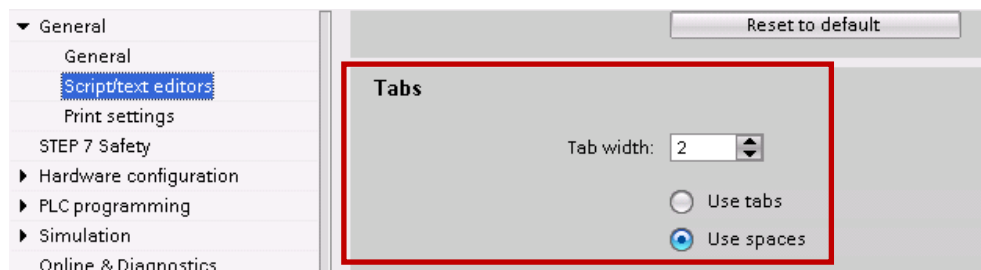 General
General
Script/text editors
Print settings
STEP 7 Safety
Hardware configuration
PLC programming
Simulation
Online & Diagnostics
Reset to default
Tabs
Tab width: 2
Use tabs
Use spaces